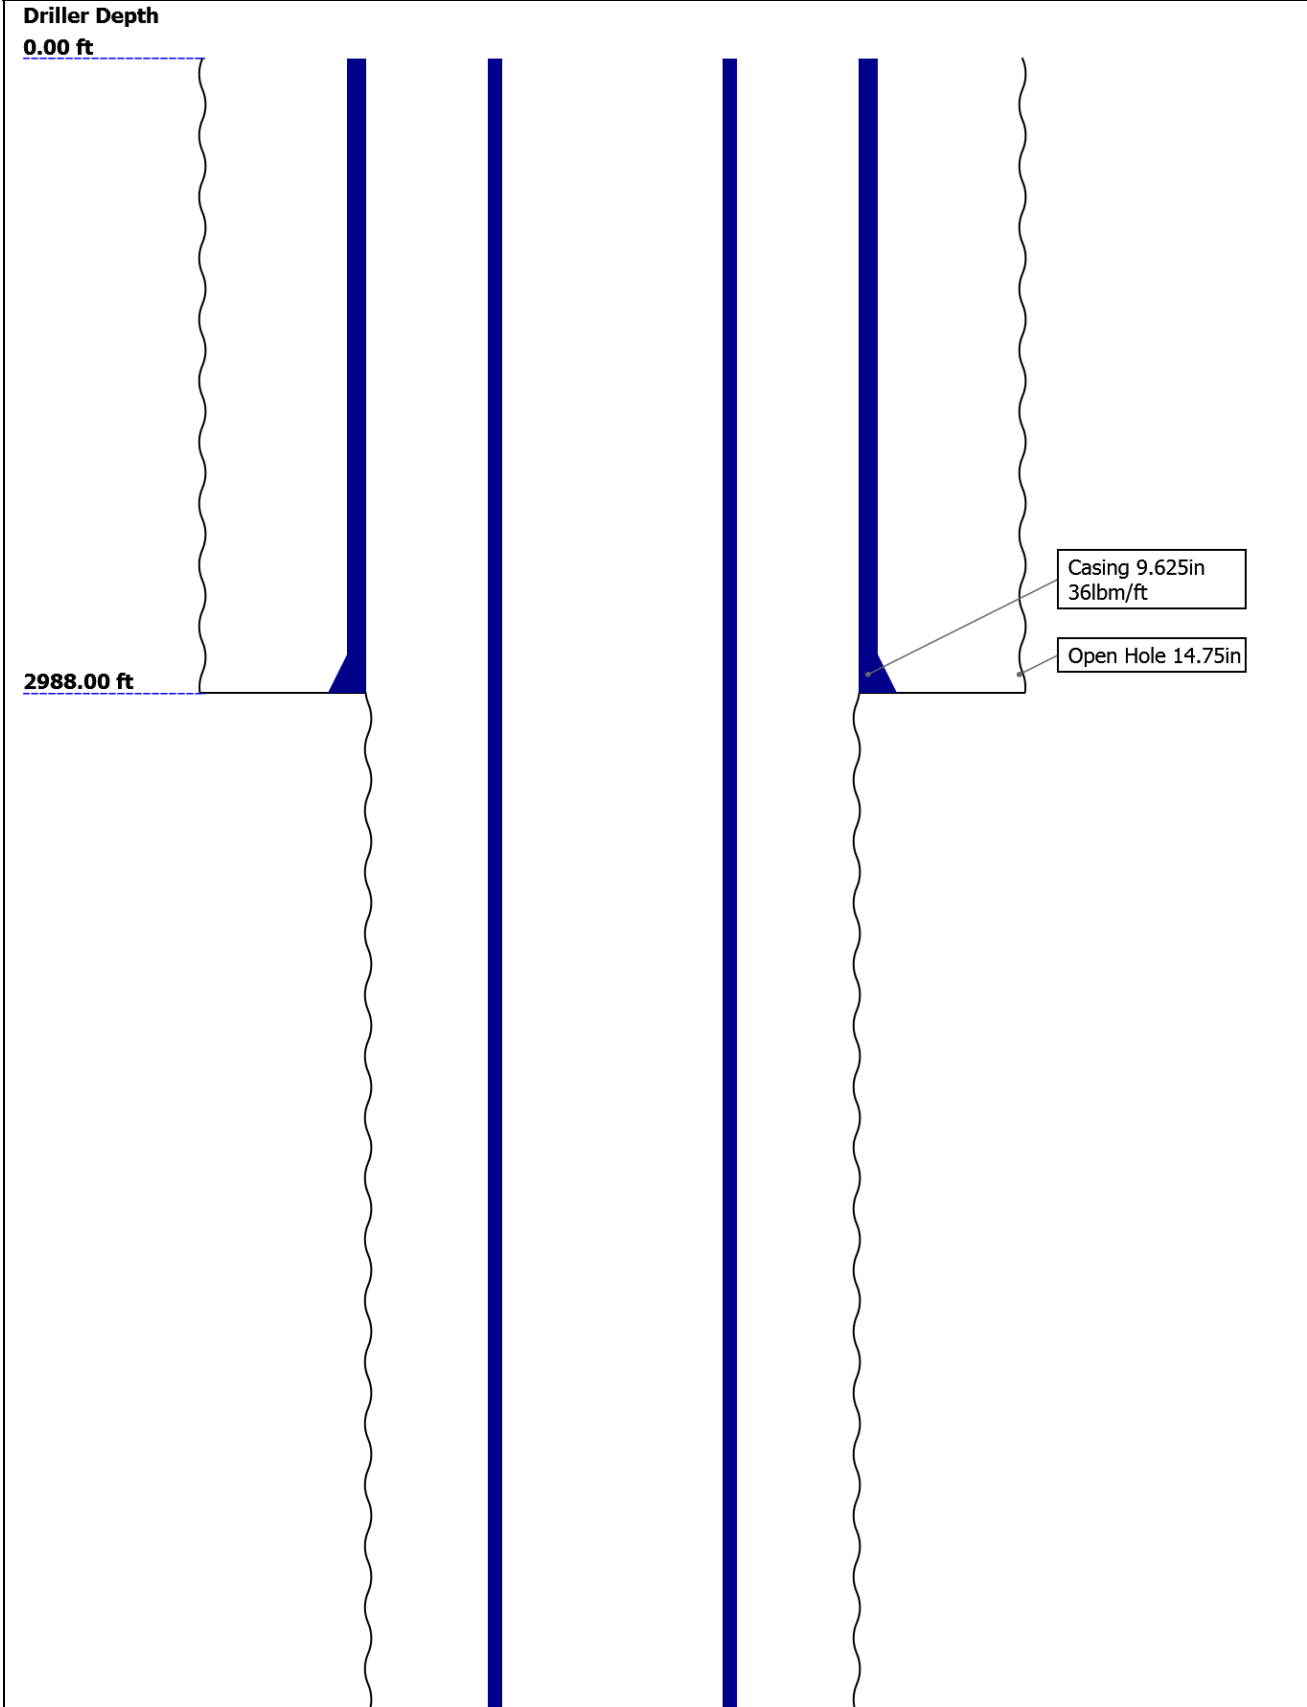 Driller Depth
0.00 ft
Casing 9.625in
36lbm/ft
Open Hole 14.75in
2988.00 ft